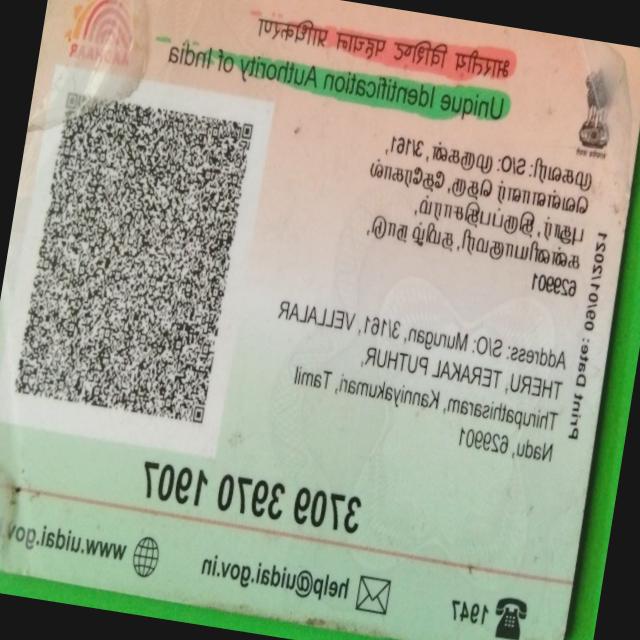 भारतीय विशिष्ट पहचान प्राधिकरण
Unique Identification Authority of India
AADHAAR
முகவரி: S/O: முருகன், 3/161,
வெள்ளாளர் தெரு, தேரேகால்
புதூர், திருப்பதிசாரம்,
கன்னியாகுமரி, தமிழ் நாடு,
629901
Address: S/O: Murugan, 3/161, VELLALAR
THERU, TERAKAL PUTHUR,
Thirupathisaram, Kanniyakumari, Tamil
Nadu, 629901
Print Date: 09/01/2021
3709 3970 1907
1947
help@uidai.gov.in
www.uidai.gov